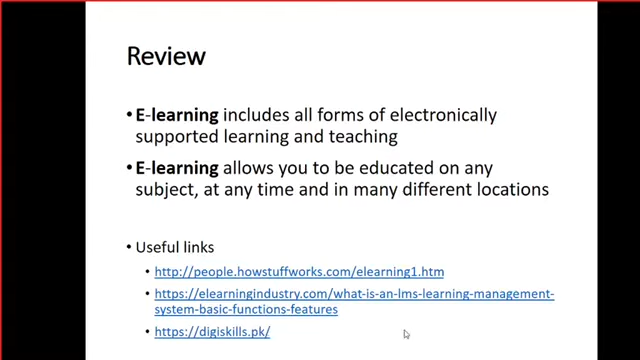 Review
•E-learning includes all forms of electronically
supported learning and teaching
•E-learning allows you to be educated on any
subject, at any time and in many different locations
• Useful links
• http://people.howstuffworks.com/elearning1.htm
• https://elearningindustry.com/what-is-an-lms-learning-management-
system-basic-functions-features
• https://digiskills.pk/